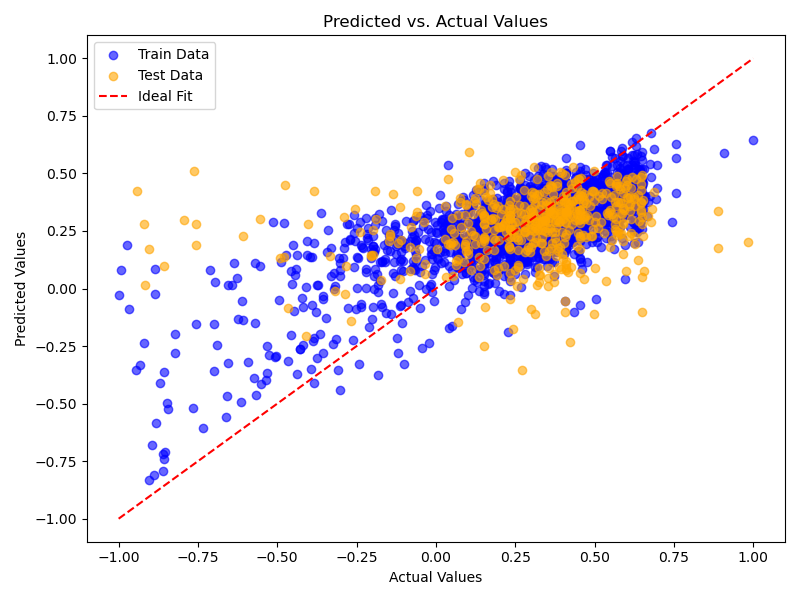 Predicted vs. Actual Values
Train Data
Test Data
Ideal Fit
1.00
0.75
0.50
0.25
0.00
−0.25
−0.50
−0.75
−1.00
Predicted Values
−1.00 −0.75 −0.50 −0.25 0.00 0.25 0.50 0.75 1.00
Actual Values